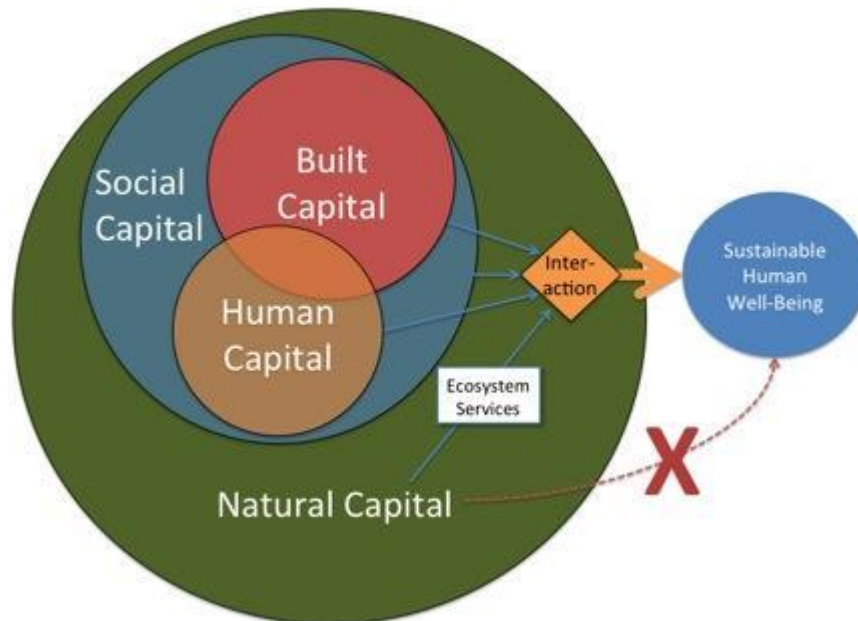 Built
Capital
Social
Capital
Human
Capital
Inter-
action
Sustainable
Human
Well-Being
Ecosystem
Services
Natural Capital
X